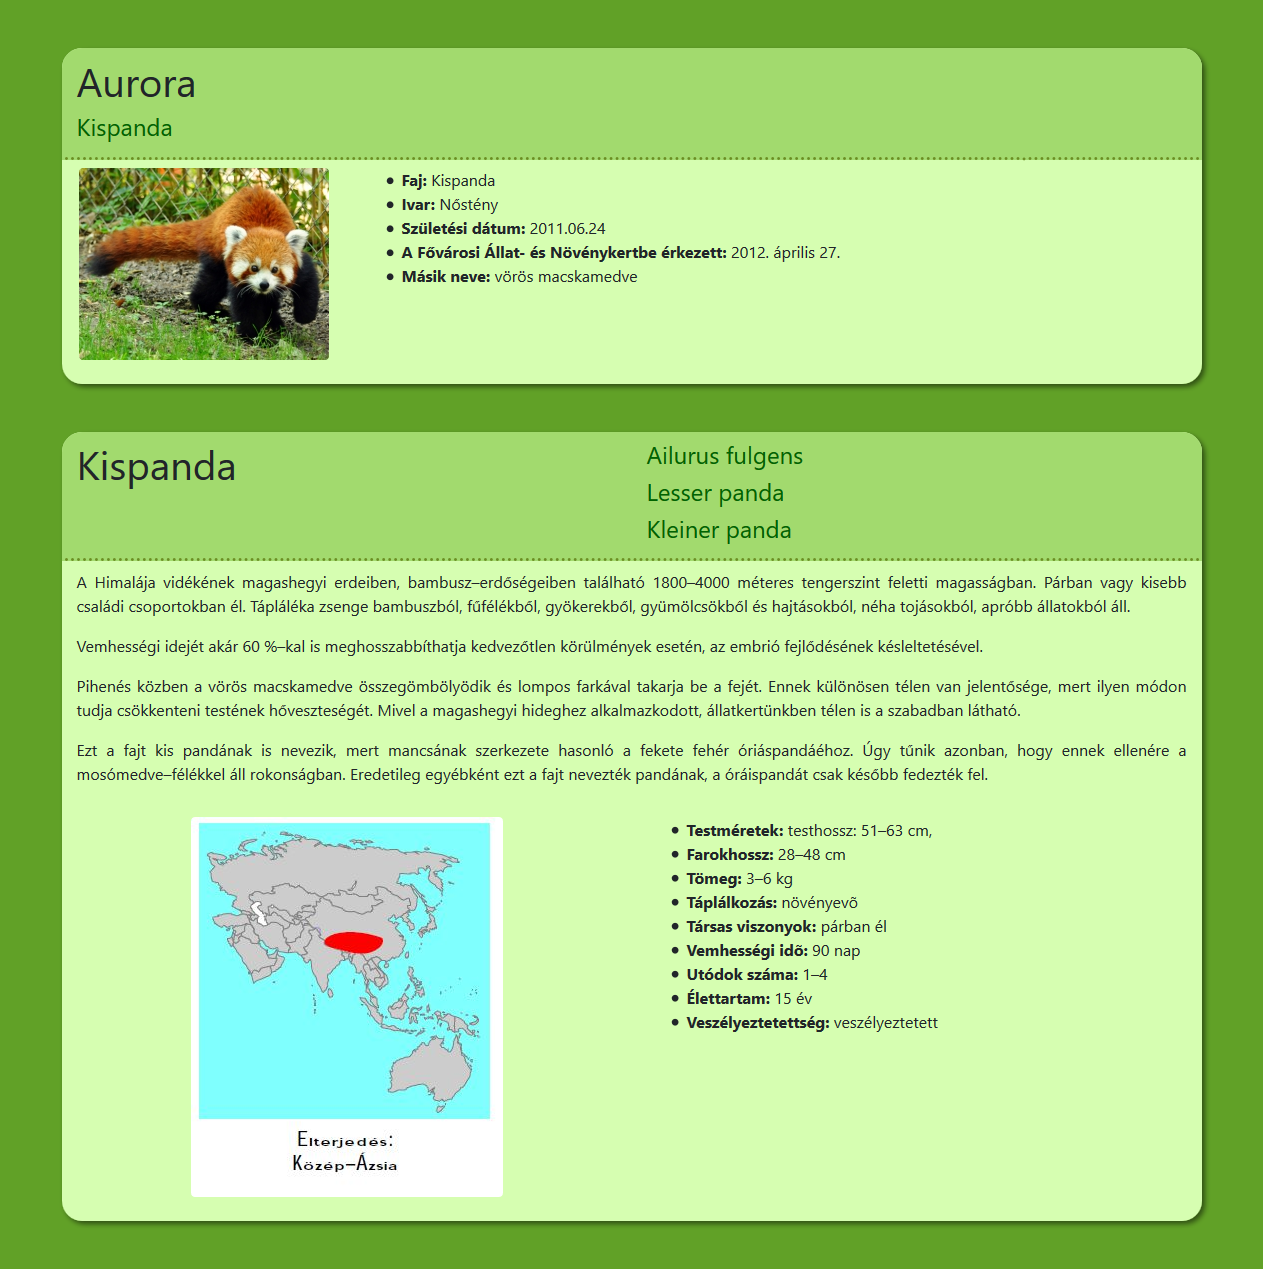 Aurora
Kispanda
Faj: Kispanda
Ivar: Nőstény
Születési dátum: 2011.06.24
A Fővárosi Állat- és Növénykertbe érkezett: 2012. április 27.
Másik neve: vörös macskamedve
Kispanda
Ailurus fulgens
Lesser panda
Kleiner panda
A Himalája vidékének magashegyi erdeiben, bambusz–erdőségeiben található 1800–4000 méteres tengerszint feletti magasságban. Párban vagy kisebb
családi csoportokban él. Tápláléka zsenge bambuszból, fűfélékből, gyökerekből, gyümölcsökből és hajtásokból, néha tojásokból, apróbb állatokból áll.
Vemhességi idejét akár 60 %–kal is meghosszabbíthatja kedvezőtlen körülmények esetén, az embrió fejlődésének késleltetésével.
Pihenés közben a vörös macskamedve összegömbölyödik és lompos farkával takarja be a fejét. Ennek különösen télen van jelentősége, mert ilyen módon
tudja csökkenteni testének hőveszteségét. Mivel a magashegyi hideghez alkalmazkodott, állatkertünkben télen is a szabadban látható.
Ezt a fajt kis pandának is nevezik, mert mancsának szerkezete hasonló a fekete fehér óriáspandáéhoz. Úgy tűnik azonban, hogy ennek ellenére a
mosómedve–félékkel áll rokonságban. Eredetileg egyébként ezt a fajt nevezték pandának, a óráispandát csak később fedezték fel.
Elterjedés:
Közép–Ázsia
Testméretek: testhossz: 51–63 cm,
Farokhossz: 28–48 cm
Tömeg: 3–6 kg
Táplálkozás: növényevõ
Társas viszonyok: párban él
Vemhességi idõ: 90 nap
Utódok száma: 1–4
Élettartam: 15 év
Veszélyeztetettség: veszélyeztetett